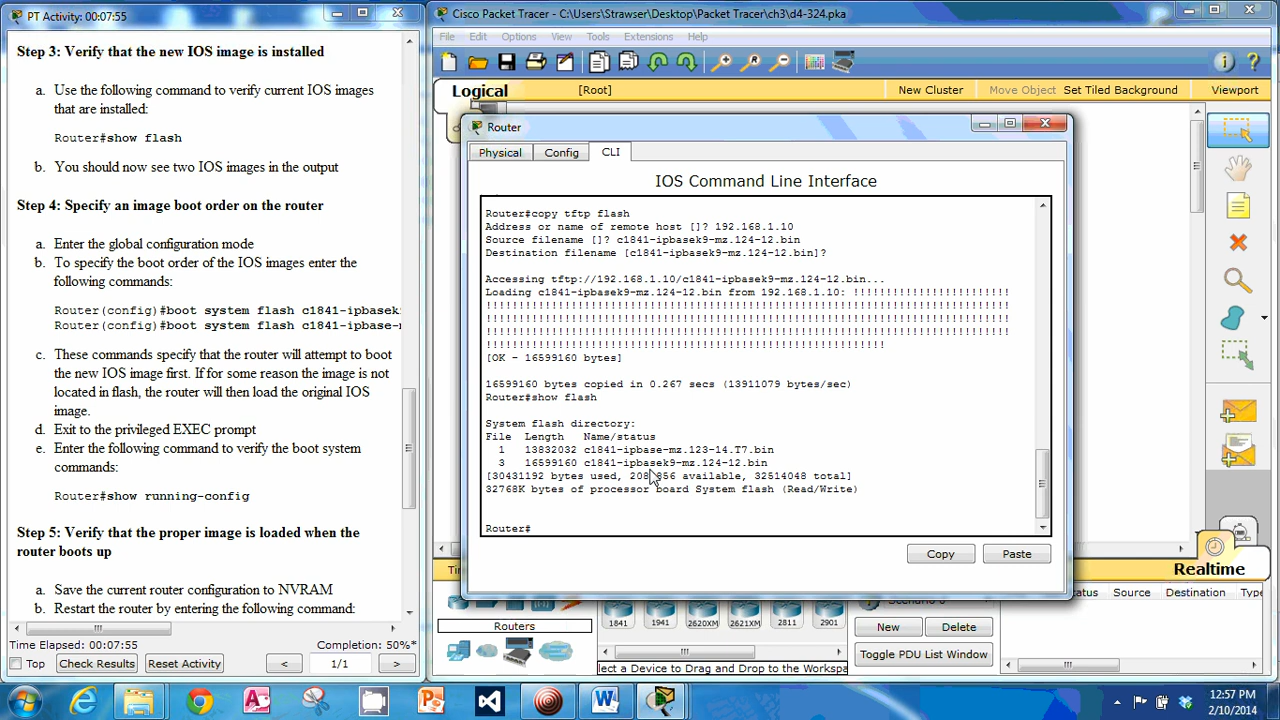 PT Activity: 00:07:55
Step 3: Verify that the new IOS image is installed
a. Use the following command to verify current IOS images
that are installed:
Router#show flash
b. You should now see two IOS images in the output
Step 4: Specify an image boot order on the router
a. Enter the global configuration mode
b. To specify the boot order of the IOS images enter the
following commands:
Router(config)#boot system flash c1841-ipbasek
Router(config)#boot system flash c1841-ipbase-m
c. These commands specify that the router will attempt to boot
the new IOS image first. If for some reason the image is not
located in flash, the router will then load the original IOS
image.
d. Exit to the privileged EXEC prompt
e. Enter the following command to verify the boot system
commands:
Router#show running-config
Step 5: Verify that the proper image is loaded when the
router boots up
a. Save the current router configuration to NVRAM
b. Restart the router by entering the following command:
Time Elapsed: 00:07:55
Completion: 50%*
Top
Check Results
Reset Activity
<
1/1
>
Cisco Packet Tracer - C:\Users\Strawser\Desktop\Packet Tracer\ch3\d4-324.pka
File Edit Options View Tools Extensions Help
Logical
[Root]
New Cluster
Move Object
Set Tiled Background
Viewport
Router
Physical
Config
CLI
IOS Command Line Interface
Router#copy tftp flash
Address or name of remote host []? 192.168.1.10
Source filename []? c1841-ipbasek9-mz.124-12.bin
Destination filename [c1841-ipbasek9-mz.124-12.bin]?
Accessing tftp://192.168.1.10/c1841-ipbasek9-mz.124-12.bin...
Loading c1841-ipbasek9-mz.124-12.bin from 192.168.1.10: !!!!!!!!!!!!!!!!!!!!!!!!
!!!!!!!!!!!!!!!!!!!!!!!!!!!!!!!!!!!!!!!!!!!!!!!!!!!!!!!!!!!!!!!!!!!!!!!!!!!!!!!!
!!!!!!!!!!!!!!!!!!!!!!!!!!!!!!!!!!!!!!!!!!!!!!!!!!!!!!!!!!!!!!!!!!!!!!!!!!!!!!!!
!!!!!!!!!!!!!!!!!!!!!!!!!!!!!!!!!!!!!!!!!!!!!!!!!!!!!!!!!!!!!!!!!!!!!!!!!!!!!!!!
!!!!!!!!!!!!!!!!!!!!!!!!!!!!!!!!!!!!!!!!!!!!!!!!!!!!!!!!!!!!!
[OK - 16599160 bytes]
16599160 bytes copied in 0.267 secs (13911079 bytes/sec)
Router#show flash
System flash directory:
File Length Name/status
1 13832032 c1841-ipbase-mz.123-14.T7.bin
3 16599160 c1841-ipbasek9-mz.124-12.bin
[30431192 bytes used, available, 32514048 total]
32768K bytes of processor board System flash (Read/Write)
Router#
Copy
Paste
Realtime
Routers
1841
1941
2620XM
2621XM
2811
2901
New
Delete
Toggle PDU List Window
Source
Destination
lect a Device to Drag and Drop to the Workspa
12:57 PM
2/10/2014